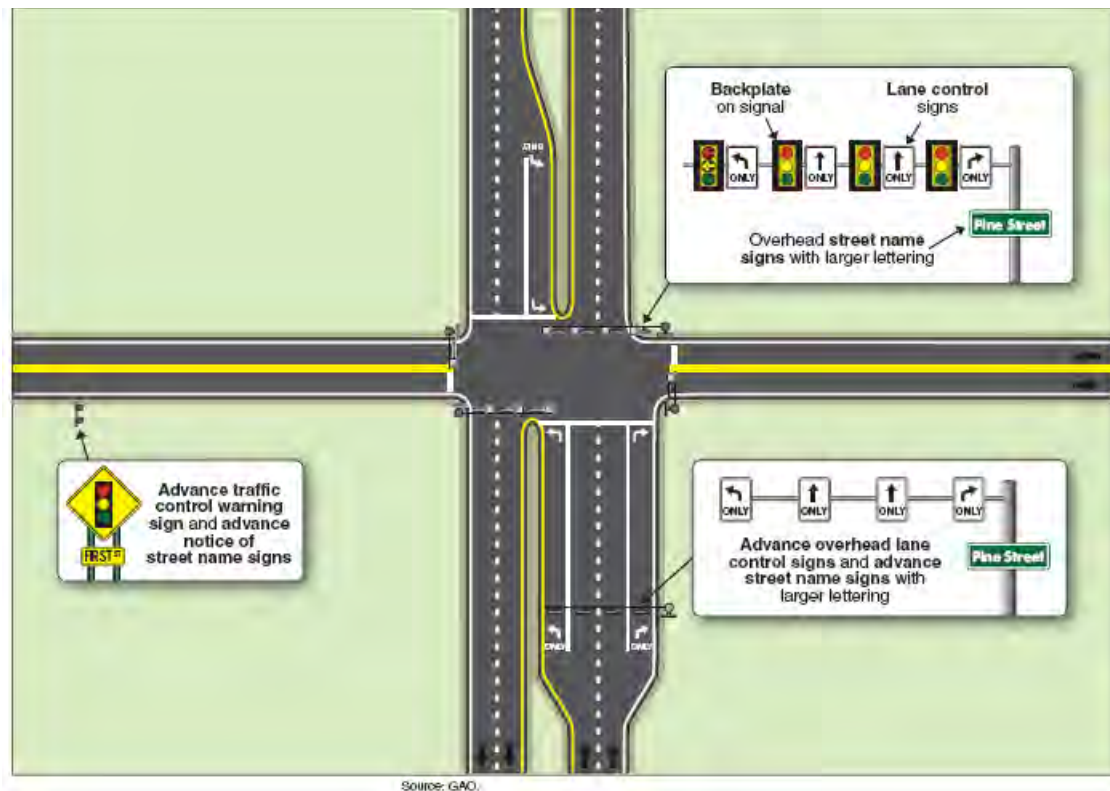 Backplate
on signal
Lane control
signs
ONLY
ONLY
ONLY
ONLY
Pine Street
Overhead street name
signs with larger lettering
Advance traffic
control warning
sign and advance
notice of
street name signs
FIRST ST
ONLY
ONLY
ONLY
ONLY
Pine Street
Advance overhead lane
control signs and advance
street name signs with
larger lettering
ONLY
ONLY
ONLY
Source: GAO.